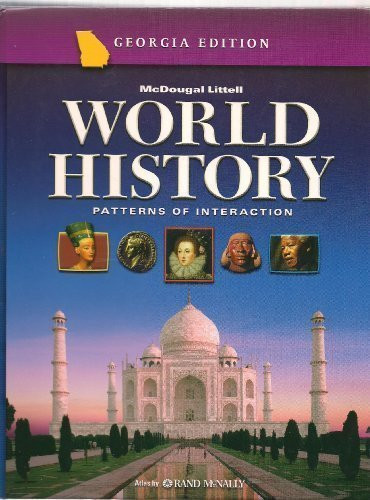 GEORGIA EDITION
McDougal Littell
WORLD
HISTORY
PATTERNS OF INTERACTION
Atlas by RAND MCNALLY